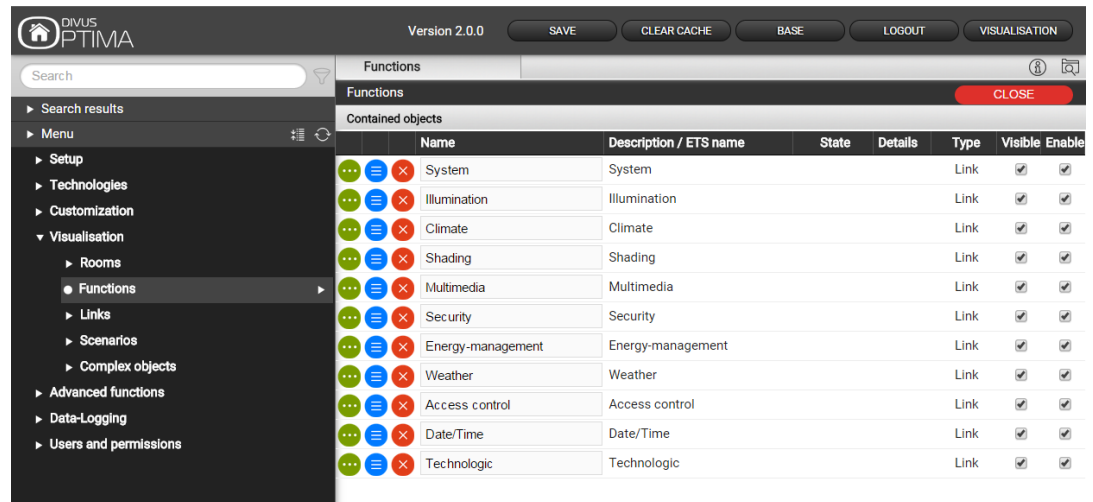 DIVUS
OPTIMA
Version 2.0.0 SAVE CLEAR CACHE BASE LOGOUT VISUALISATION
Search
Search results
Menu
Setup
Technologies
Customization
Visualisation
Rooms
Functions
Links
Scenarios
Complex objects
Advanced functions
Data-Logging
Users and permissions
Functions
Functions CLOSE
Contained objects
Name Description / ETS name State Details Type Visible Enable
System System Link
Illumination Illumination Link
Climate Climate Link
Shading Shading Link
Multimedia Multimedia Link
Security Security Link
Energy-management Energy-management Link
Weather Weather Link
Access control Access control Link
Date/Time Date/Time Link
Technologic Technologic Link